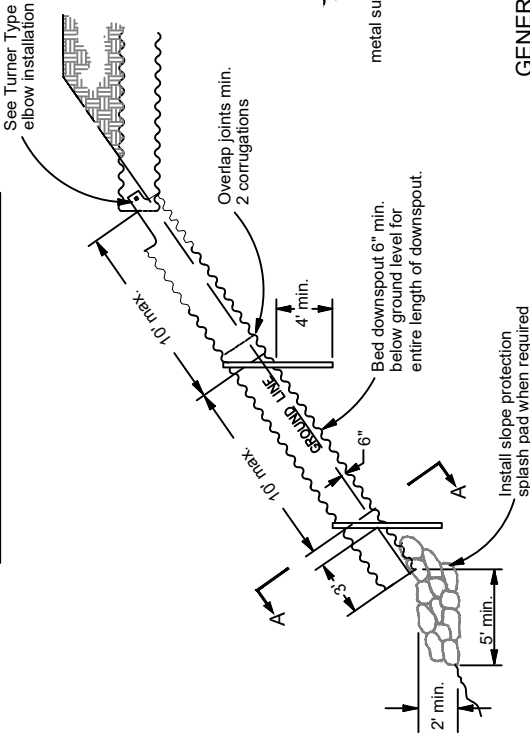 See Turner Type
elbow installation
10' max.
Overlap joints min.
2 corrugations
4' min.
10' max.
GROUND LINE
Bed downspout 6" min.
below ground level for
entire length of downspout.
6"
A
3'
A
Install slope protection
splash pad when required
5' min.
2' min.
metal su
GENER